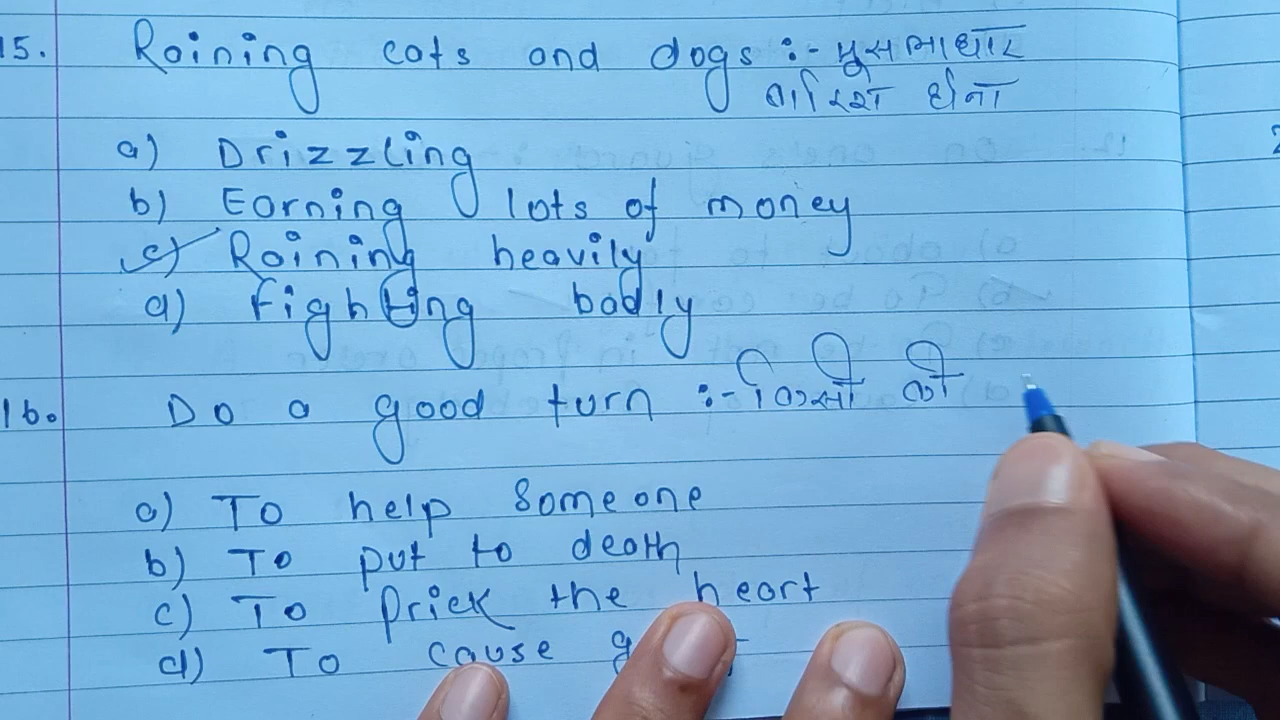 15. Raining cats and dogs :- मूसलाधार
बारिश होना
a) Drizzling
b) Earning lots of money
c) Raining heavily
d) Fighting badly
16. Do a good turn :- किसी की
a) To help someone
b) To put to death
c) To Prick the heart
d) To cause